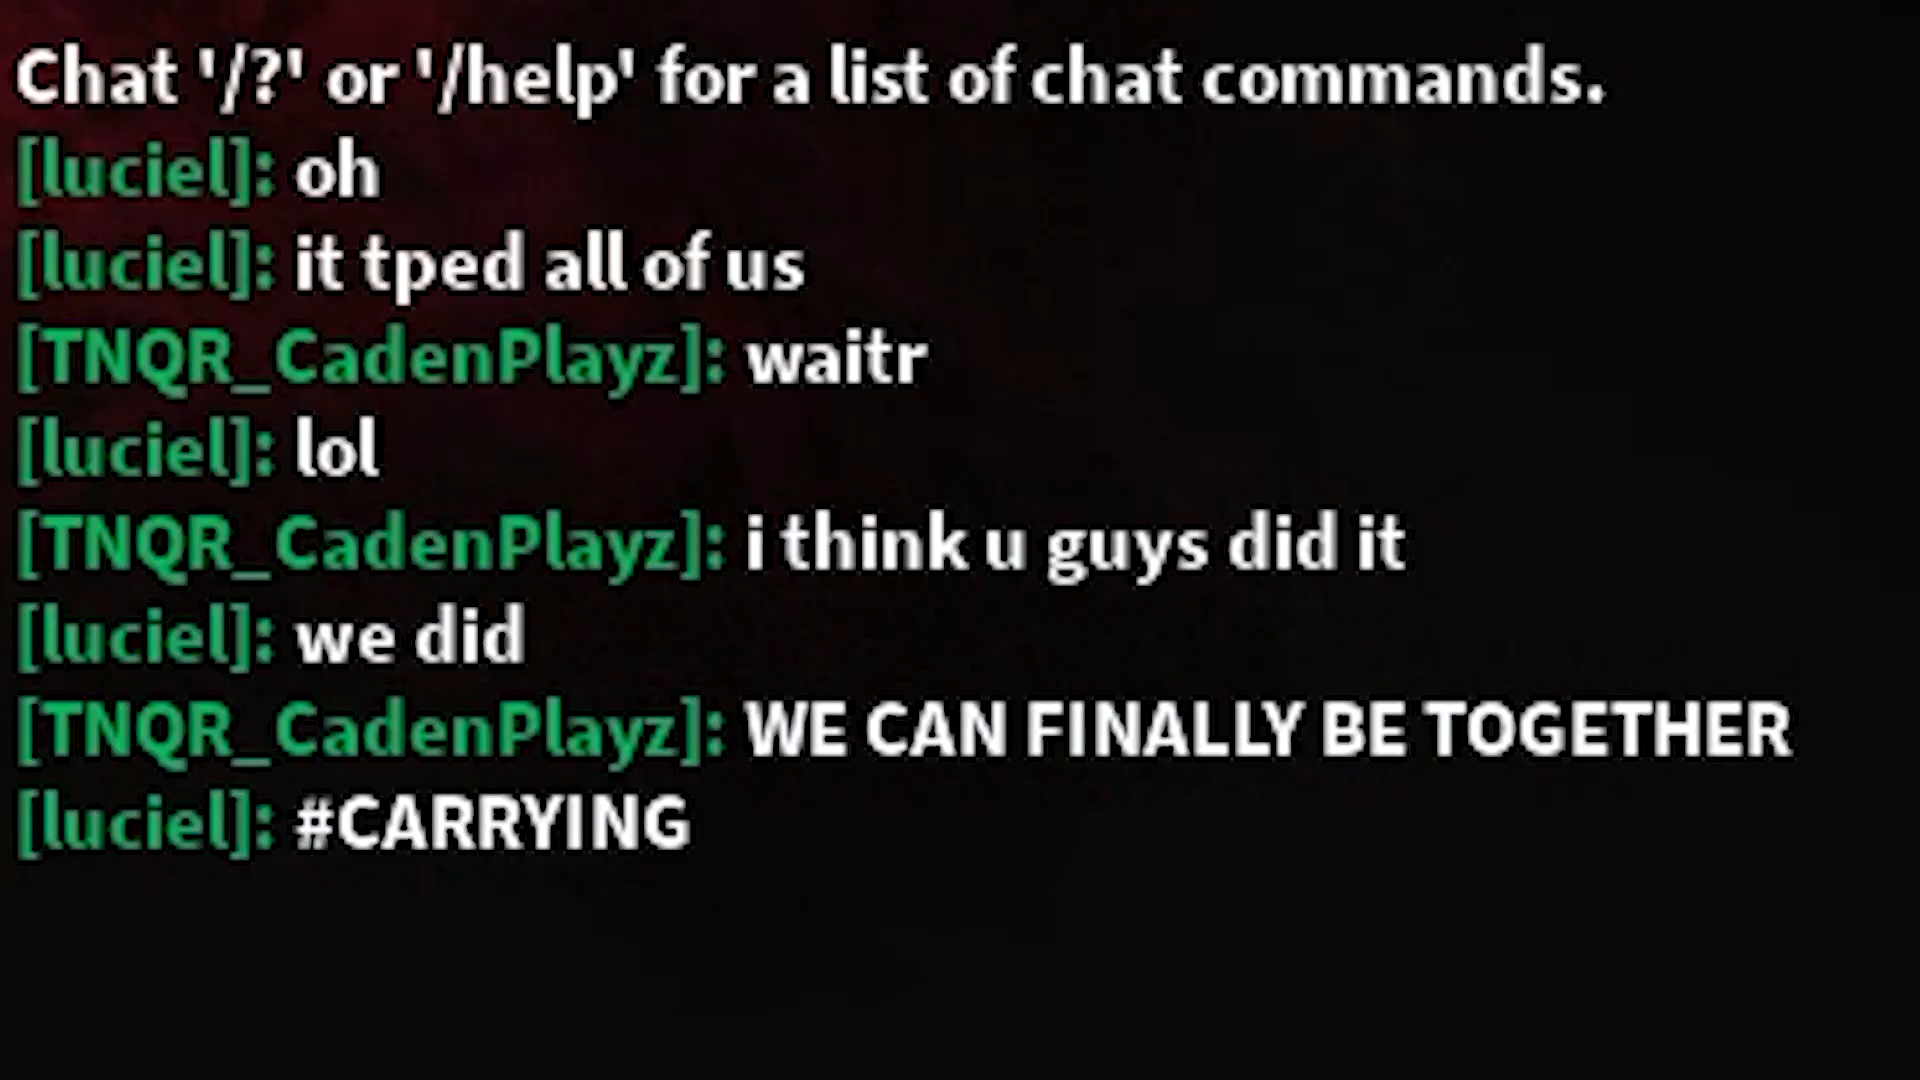 Chat '/?' or '/help' for a list of chat commands.
[luciel]: oh
[luciel]: it tped all of us
[TNQR_CadenPlayz]: waitr
[luciel]: lol
[TNQR_CadenPlayz]: i think u guys did it
[luciel]: we did
[TNQR_CadenPlayz]: WE CAN FINALLY BE TOGETHER
[luciel]: #CARRYING